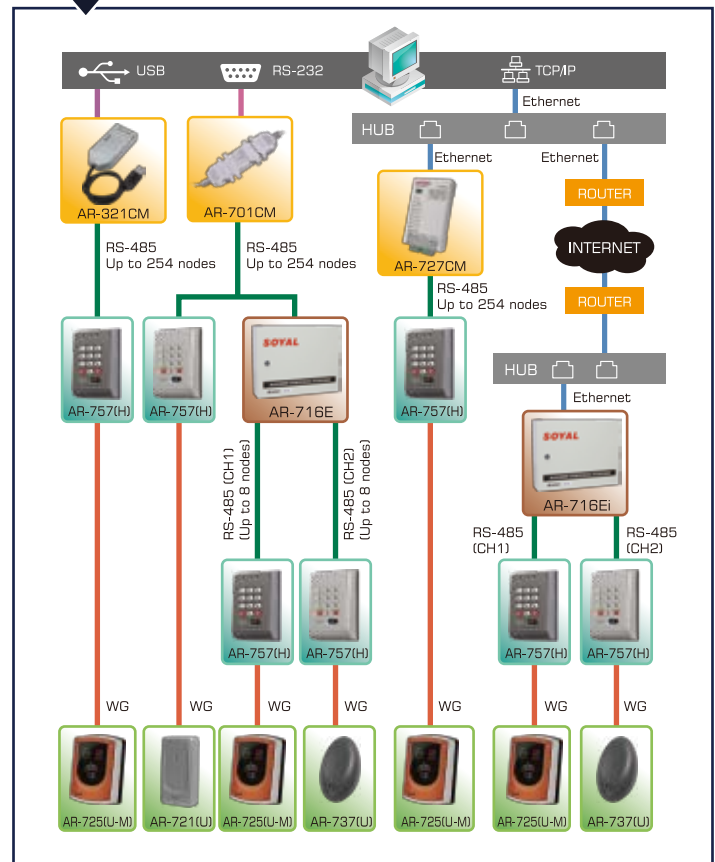 USB
RS-232
TCP/IP
Ethernet
HUB
Ethernet
Ethernet
AR-321CM
AR-701CM
AR-727CM
ROUTER
INTERNET
ROUTER
RS-485
Up to 254 nodes
RS-485
Up to 254 nodes
RS-485
Up to 254 nodes
HUB
Ethernet
SOYAL
AR-757(H)
AR-757(H)
AR-716E
AR-757(H)
SOYAL
AR-716Ei
RS-485 (CH1)
(Up to 8 nodes)
RS-485 (CH2)
(Up to 8 nodes)
RS-485
(CH1)
RS-485
(CH2)
AR-757(H)
AR-757(H)
AR-757(H)
AR-757(H)
WG
WG
WG
WG
WG
WG
WG
AR-725(U-M)
AR-721(U)
AR-725(U-M)
AR-737(U)
AR-725(U-M)
AR-725(U-M)
AR-737(U)